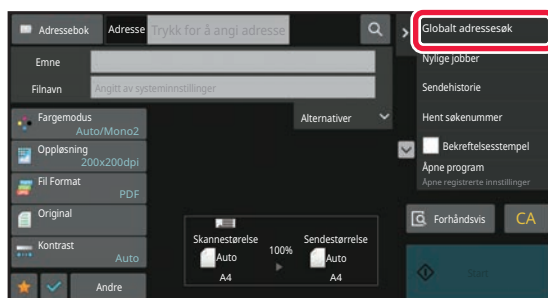 Adressebok
Adresse
Trykk for å angi adresse
Globalt adressesøk
Emne
Nylige jobber
Filnavn
Angitt av systeminnstillinger
Sendehistorie
Fargemodus
Auto/Mono2
Alternativer
Hent søkenummer
Oppløsning
200x200dpi
Bekreftelsesstempel
Fil Format
PDF
Åpne program
Åpne registrerte innstillinger
Original
Forhåndsvis
CA
Kontrast
Auto
Skannestørelse
100%
Sendestørrelse
Auto
Auto
A4
A4
Andre
Start